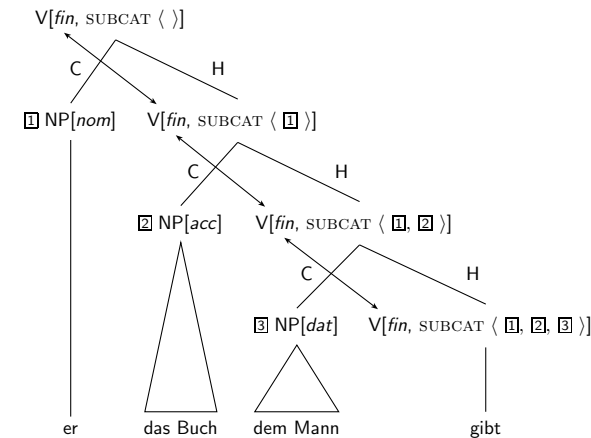 V[fin, SUBCAT ⟨ ⟩]
C H
1 NP[nom] V[fin, SUBCAT ⟨ 1 ⟩]
C H
2 NP[acc] V[fin, SUBCAT ⟨ 1, 2 ⟩]
C H
3 NP[dat] V[fin, SUBCAT ⟨ 1, 2, 3 ⟩]
er das Buch dem Mann gibt